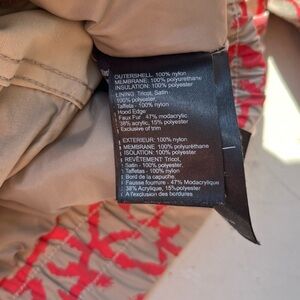 OUTERSHELL: 100% nylon
MEMBRANE: 100% polyurethane
INSULATION: 100% polyester
LINING: Tricot, Satin -
100% polyester
Taffeta - 100% nylon
Hood Edge
Faux Fur - 47% modacrylic
38% acrylic, 15% polyester
Exclusive of trim
EXTERIEUR: 100% nylon
MEMBRANE: 100% polyuréthane
ISOLATION: 100% polyester
REVÊTEMENT Tricot,
Satin - 100% polyester,
Taffetas - 100% nylon
Bord de la capuche,
Fausse fourrure - 47% Modacrylique
38% Acrylique, 15%polyester
A l'exclusion des bordures